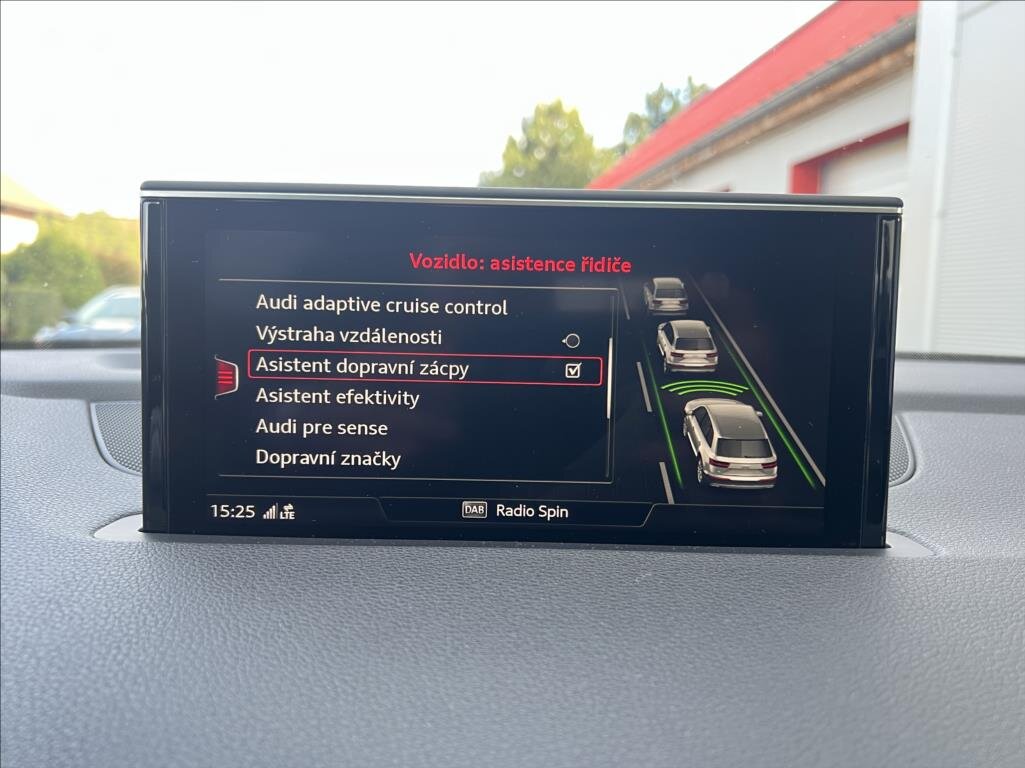 Vozidlo: asistence řidiče
Audi adaptive cruise control
Výstraha vzdálenosti
Asistent dopravní zácpy
Asistent efektivity
Audi pre sense
Dopravní značky
15:25 LTE DAB Radio Spin